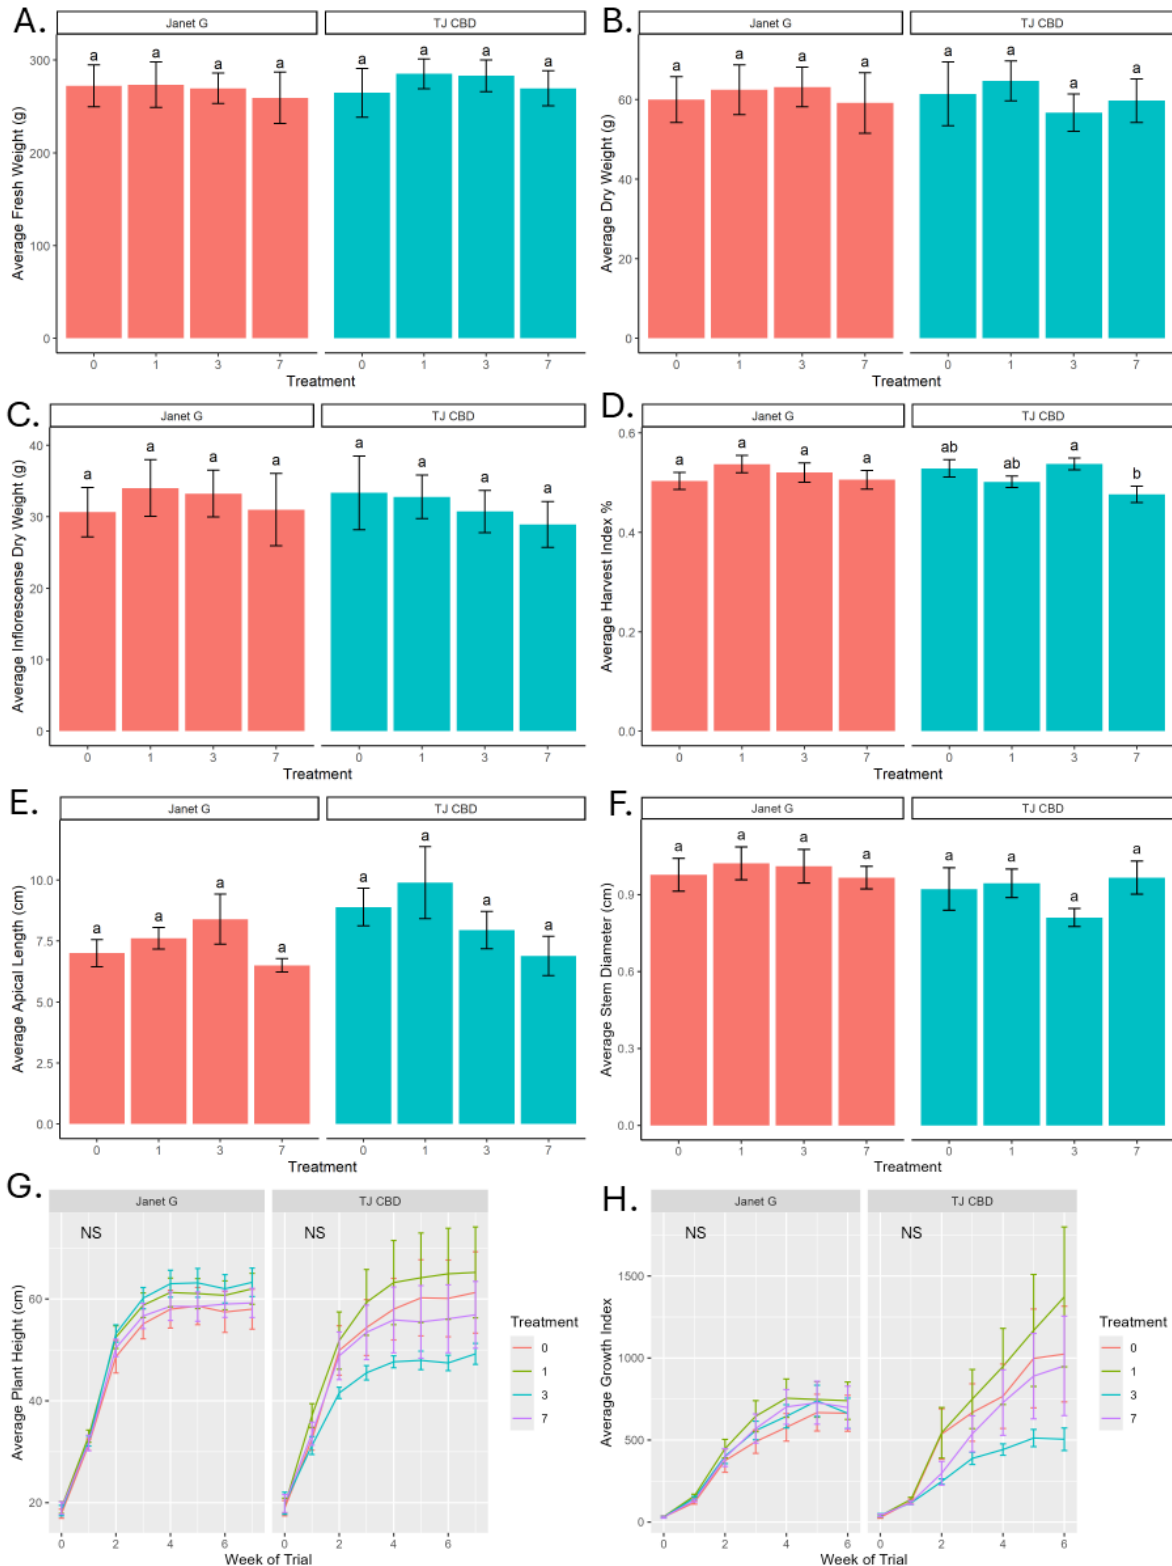 A.
Janet G
TJ CBD
Average Fresh Weight (g)
300
200
100
0
a a a a
a a a a
0 1 3 7
0 1 3 7
Treatment
B.
Janet G
TJ CBD
Average Dry Weight (g)
60
40
20
0
a a a a
a a a a
0 1 3 7
0 1 3 7
Treatment
C.
Janet G
TJ CBD
Average Inflorescense Dry Weight (g)
40
30
20
10
0
a a a a
a a a a
0 1 3 7
0 1 3 7
Treatment
D.
Janet G
TJ CBD
Average Harvest Index %
0.6
0.4
0.2
0.0
a a a a
ab ab a b
0 1 3 7
0 1 3 7
Treatment
E.
Janet G
TJ CBD
Average Apical Length (cm)
10.0
7.5
5.0
2.5
0.0
a a a a
a a a a
0 1 3 7
0 1 3 7
Treatment
F.
Janet G
TJ CBD
Average Stem Diameter (cm)
0.9
0.6
0.3
0.0
a a a a
a a a a
0 1 3 7
0 1 3 7
Treatment
G.
Janet G
TJ CBD
NS
NS
Average Plant Height (cm)
60
40
20
0 2 4 6
0 2 4 6
Week of Trial
Treatment
0
1
3
7
H.
Janet G
TJ CBD
NS
NS
Average Growth Index
1500
1000
500
0
0 2 4 6
0 2 4 6
Week of Trial
Treatment
0
1
3
7